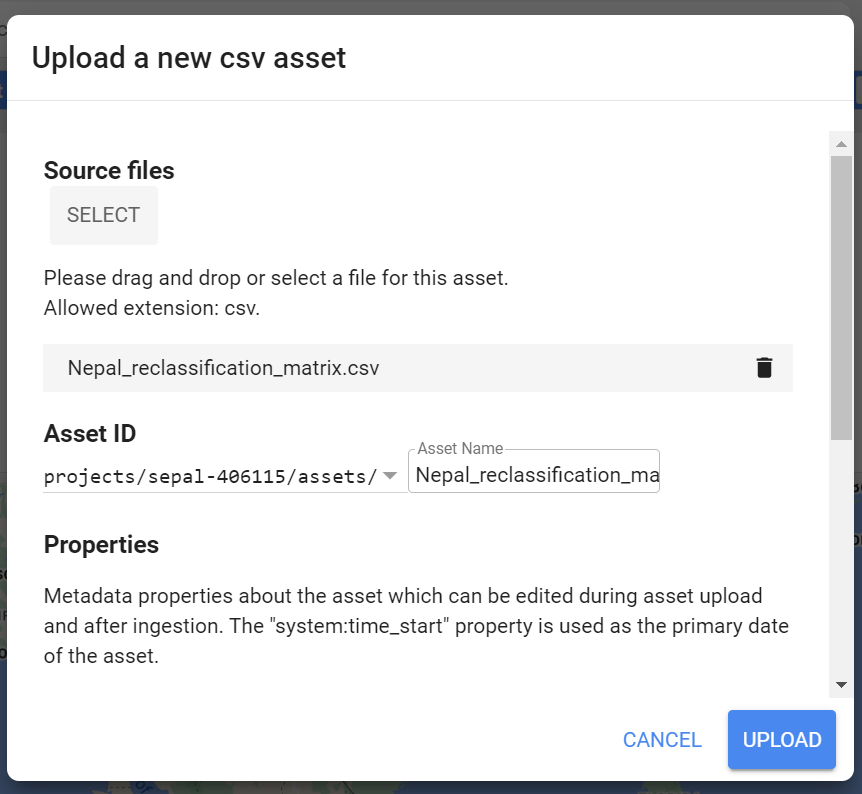 Upload a new csv asset
Source files
SELECT
Please drag and drop or select a file for this asset.
Allowed extension: csv.
Nepal_reclassification_matrix.csv
Asset ID
Asset Name
projects/sepal-406115/assets/ Nepal_reclassification_ma
Properties
Metadata properties about the asset which can be edited during asset upload
and after ingestion. The "system:time_start" property is used as the primary date
of the asset.
CANCEL UPLOAD